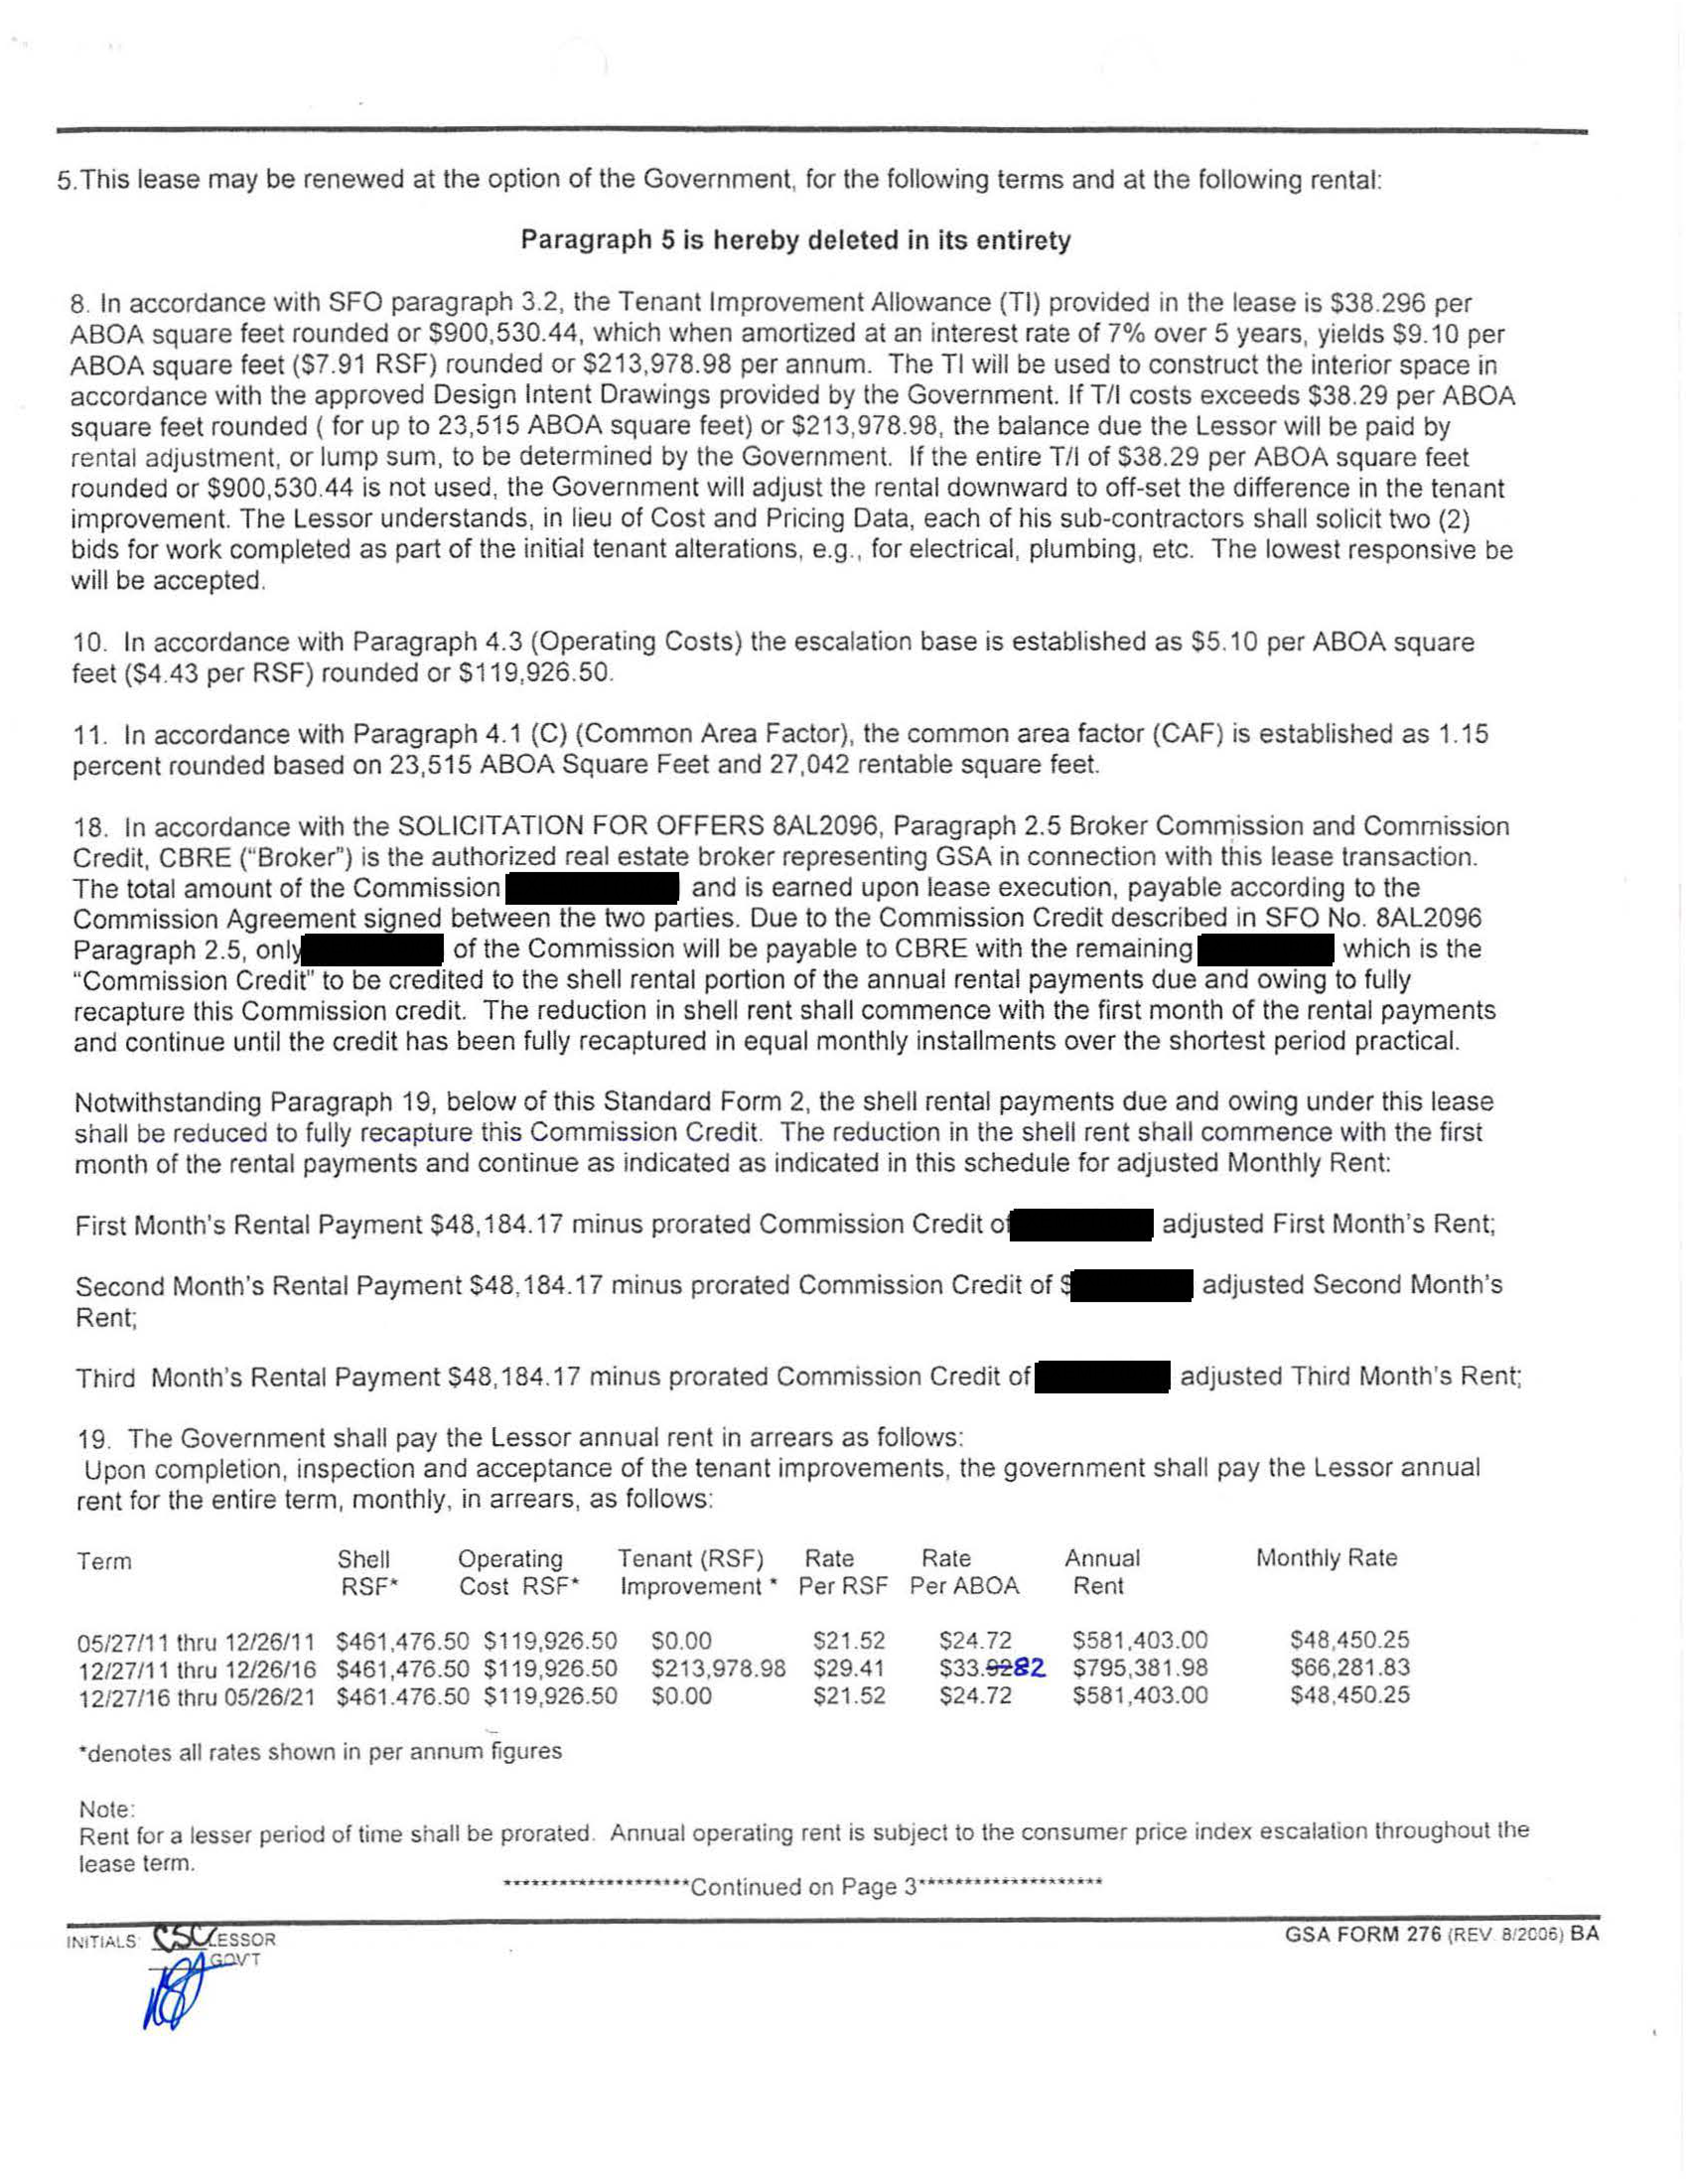 5.This lease may be renewed at the option of the Government, for the following terms and at the following rental:
Paragraph 5 is hereby deleted in its entirety
8. In accordance with SFO paragraph 3.2, the Tenant Improvement Allowance (TI) provided in the lease is $38.296 per
ABOA square feet rounded or $900,530.44, which when amortized at an interest rate of 7% over 5 years, yields $9.10 per
ABOA square feet ($7.91 RSF) rounded or $213,978.98 per annum. The TI will be used to construct the interior space in
accordance with the approved Design Intent Drawings provided by the Government. If T/I costs exceeds $38.29 per ABOA
square feet rounded ( for up to 23,515 ABOA square feet) or $213,978.98, the balance due the Lessor will be paid by
rental adjustment, or lump sum, to be determined by the Government. If the entire T/I of $38.29 per ABOA square feet
rounded or $900,530.44 is not used, the Government will adjust the rental downward to off-set the difference in the tenant
improvement. The Lessor understands, in lieu of Cost and Pricing Data, each of his sub-contractors shall solicit two (2)
bids for work completed as part of the initial tenant alterations, e.g., for electrical, plumbing, etc. The lowest responsive be
will be accepted.
10. In accordance with Paragraph 4.3 (Operating Costs) the escalation base is established as $5.10 per ABOA square
feet ($4.43 per RSF) rounded or $119,926.50.
11. In accordance with Paragraph 4.1 (C) (Common Area Factor), the common area factor (CAF) is established as 1.15
percent rounded based on 23,515 ABOA Square Feet and 27,042 rentable square feet.
18. In accordance with the SOLICITATION FOR OFFERS 8AL2096, Paragraph 2.5 Broker Commission and Commission
Credit, CBRE ("Broker") is the authorized real estate broker representing GSA in connection with this lease transaction.
The total amount of the Commission and is earned upon lease execution, payable according to the
Commission Agreement signed between the two parties. Due to the Commission Credit described in SFO No. 8AL2096
Paragraph 2.5, only of the Commission will be payable to CBRE with the remaining which is the
"Commission Credit" to be credited to the shell rental portion of the annual rental payments due and owing to fully
recapture this Commission credit. The reduction in shell rent shall commence with the first month of the rental payments
and continue until the credit has been fully recaptured in equal monthly installments over the shortest period practical.
Notwithstanding Paragraph 19, below of this Standard Form 2, the shell rental payments due and owing under this lease
shall be reduced to fully recapture this Commission Credit. The reduction in the shell rent shall commence with the first
month of the rental payments and continue as indicated as indicated in this schedule for adjusted Monthly Rent:
First Month's Rental Payment $48,184.17 minus prorated Commission Credit of adjusted First Month's Rent;
Second Month's Rental Payment $48,184.17 minus prorated Commission Credit of $ adjusted Second Month's
Rent;
Third Month's Rental Payment $48,184.17 minus prorated Commission Credit of adjusted Third Month's Rent;
19. The Government shall pay the Lessor annual rent in arrears as follows:
Upon completion, inspection and acceptance of the tenant improvements, the government shall pay the Lessor annual
rent for the entire term, monthly, in arrears, as follows:
Term Shell Operating Tenant (RSF) Rate Rate Annual Monthly Rate
RSF* Cost RSF* Improvement * Per RSF Per ABOA Rent
05/27/11 thru 12/26/11 $461,476.50 $119,926.50 $0.00 $21.52 $24.72 $581,403.00 $48,450.25
12/27/11 thru 12/26/16 $461,476.50 $119,926.50 $213,978.98 $29.41 $33.9282 $795,381.98 $66,281.83
12/27/16 thru 05/26/21 $461.476.50 $119,926.50 $0.00 $21.52 $24.72 $581,403.00 $48,450.25
*denotes all rates shown in per annum figures
Note:
Rent for a lesser period of time shall be prorated. Annual operating rent is subject to the consumer price index escalation throughout the
lease term.
********************Continued on Page 3********************
INITIALS: CSC LESSOR GSA FORM 276 (REV. 8/2006) BA
GOVT